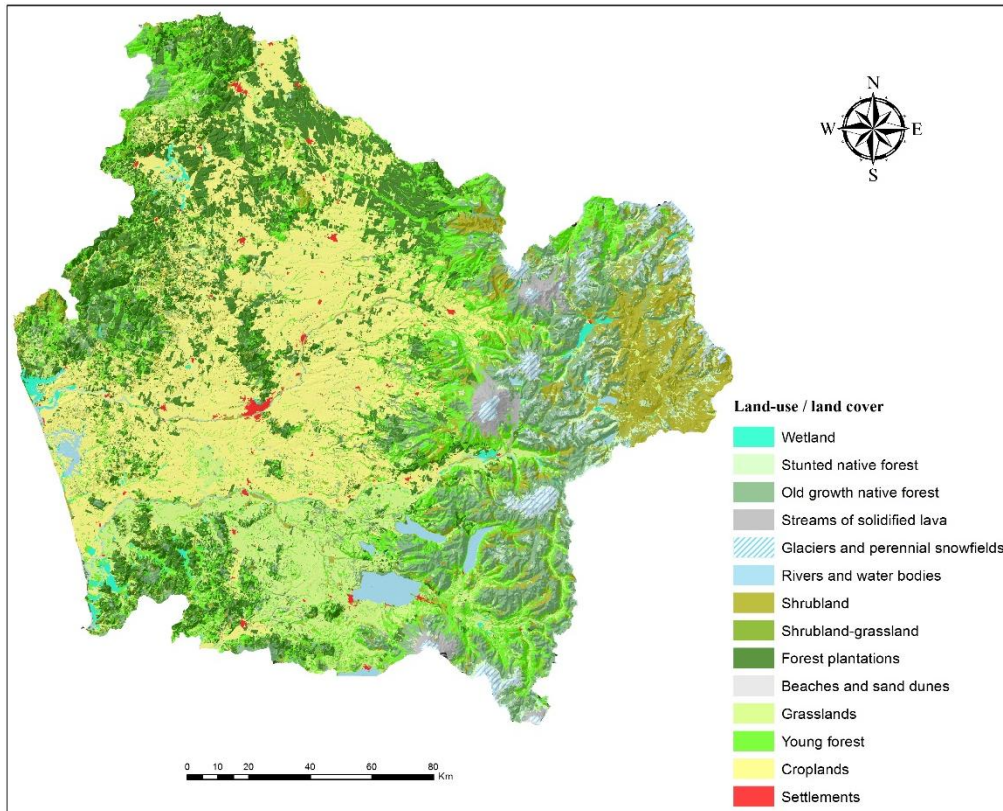 N
W E
S
Land-use / land cover
Wetland
Stunted native forest
Old growth native forest
Streams of solidified lava
Glaciers and perennial snowfields
Rivers and water bodies
Shrubland
Shrubland-grassland
Forest plantations
Beaches and sand dunes
Grasslands
Young forest
Croplands
Settlements
0 5 10 20 40 60 80
Km